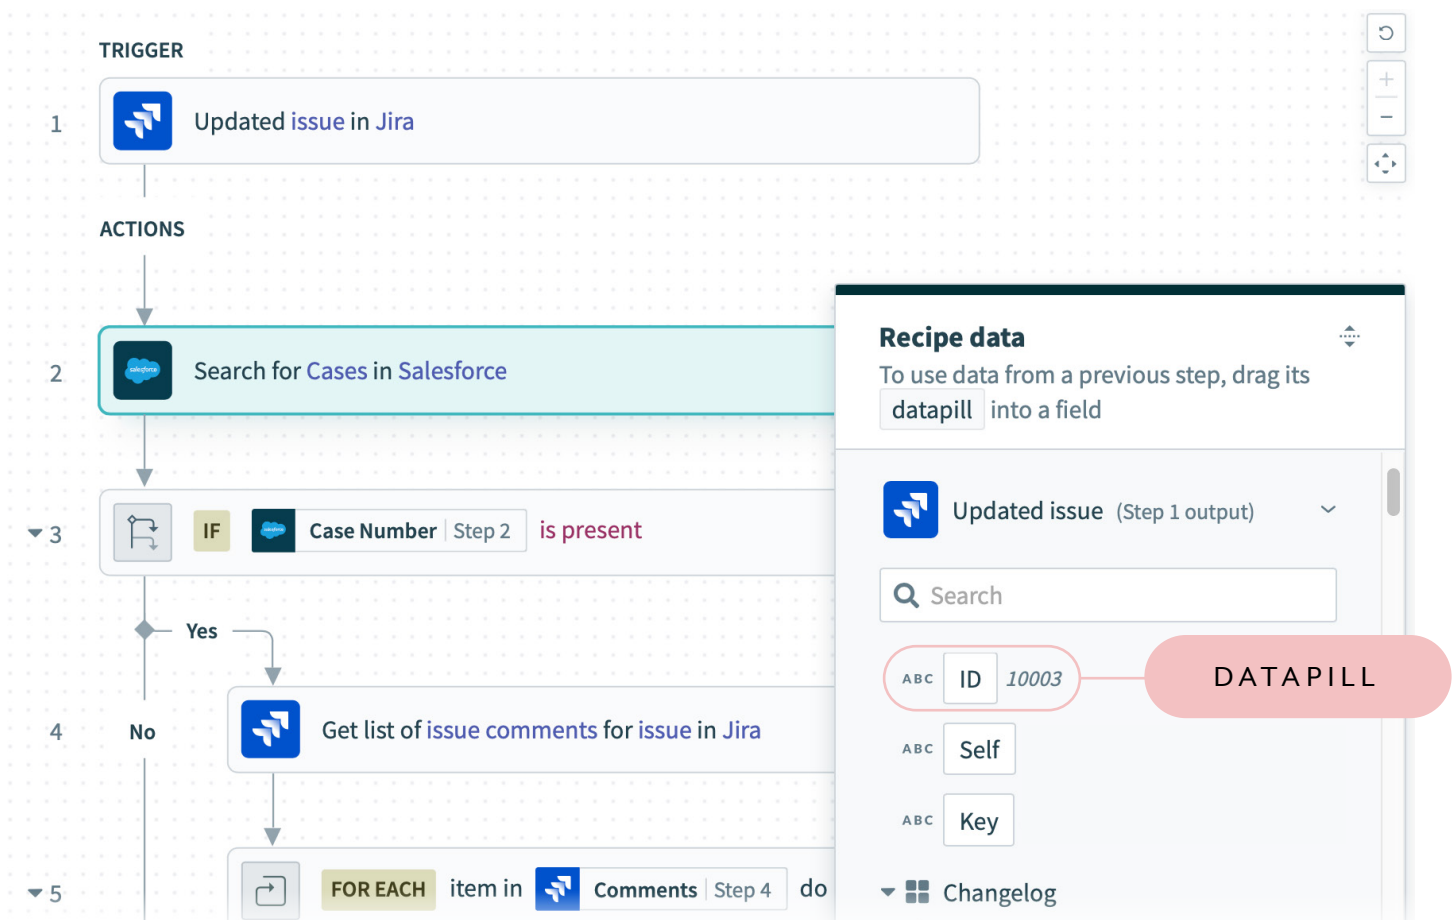 TRIGGER
1
Updated issue in Jira
ACTIONS
2
salesforce
Search for Cases in Salesforce
3
IF
salesforce
Case Number
Step 2
is present
Yes
No
4
Get list of issue comments for issue in Jira
5
FOR EACH
item in
Comments
Step 4
do
Recipe data
To use data from a previous step, drag its
datapill into a field
Updated issue (Step 1 output)
Search
ABC ID 10003
DATAPILL
ABC Self
ABC Key
Changelog